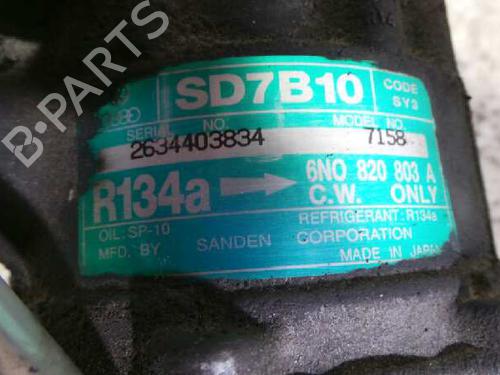 B-PARTS
SD7B10
CODE
SY3
SERIAL NO.
MODEL NO.
2634403834
7158
R134a
6N0 820 803 A
C.W. ONLY
REFRIGERANT: R134a
OIL: SP-10
MFD. BY SANDEN CORPORATION
MADE IN JAPAN